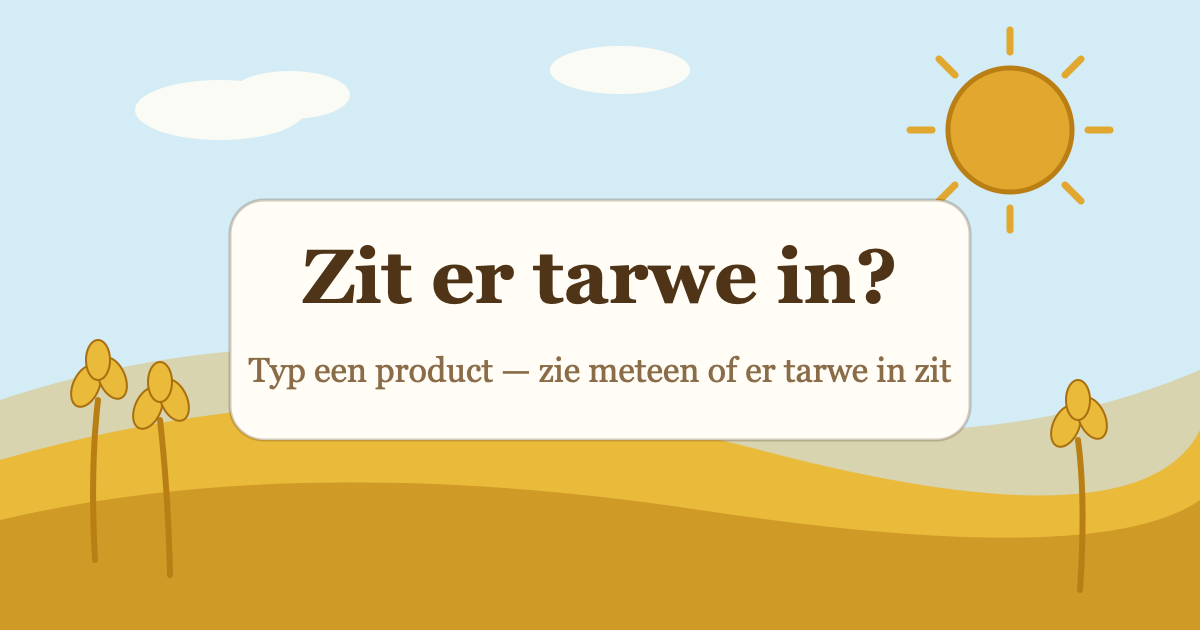 Zit er tarwe in?
Typ een product — zie meteen of er tarwe in zit